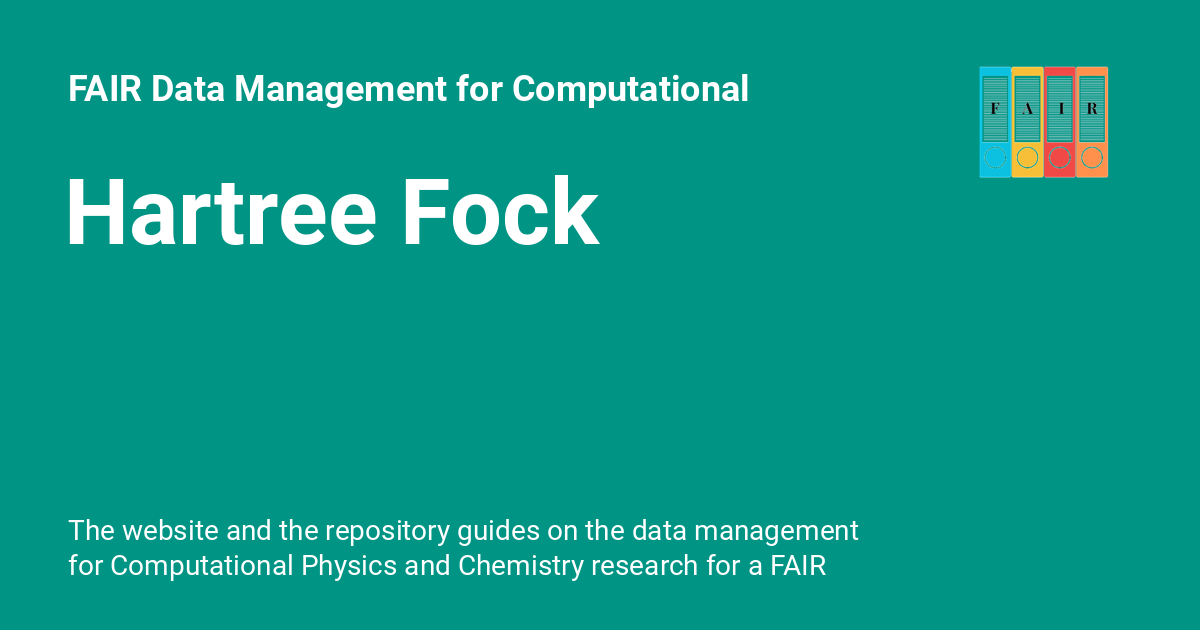 FAIR Data Management for Computational
F A I R
Hartree Fock
The website and the repository guides on the data management
for Computational Physics and Chemistry research for a FAIR